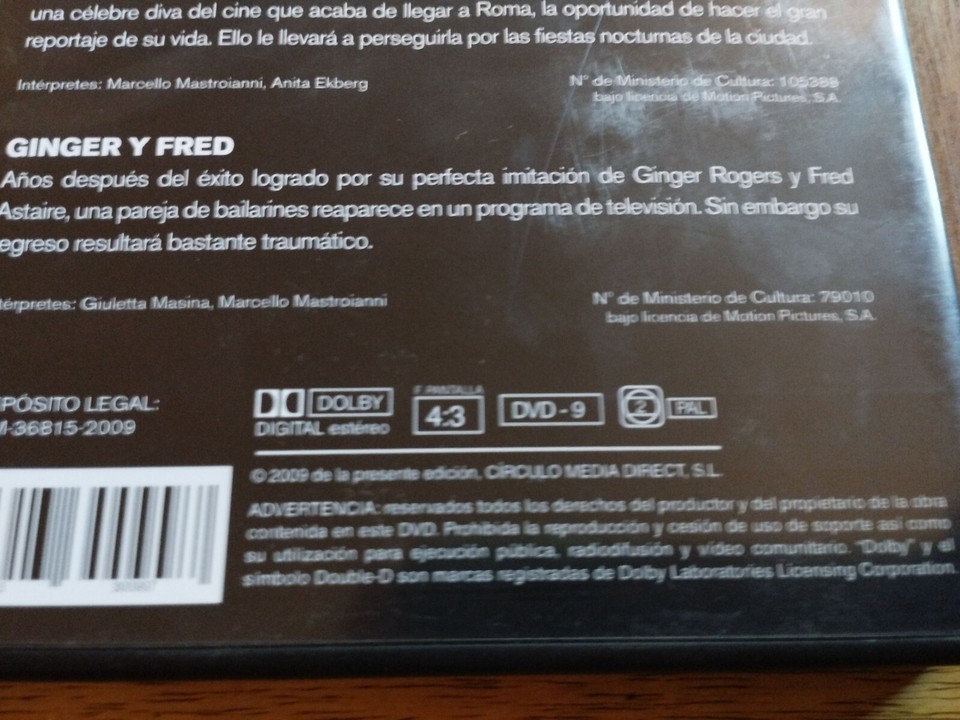 una célebre diva del cine que acaba de llegar a Roma, la oportunidad de hacer el gran
reportaje de su vida. Ello le llevará a perseguirla por las fiestas nocturnas de la ciudad.
Intérpretes: Marcello Mastroianni, Anita Ekberg
Nº de Ministerio de Cultura: 105388
bajo licencia de Motion Pictures, S.A.
GINGER Y FRED
Años después del éxito logrado por su perfecta imitación de Ginger Rogers y Fred
Astaire, una pareja de bailarines reaparece en un programa de televisión. Sin embargo su
egreso resultará bastante traumático.
térpretes: Giuletta Masina, Marcello Mastroianni
Nº de Ministerio de Cultura: 79010
bajo licencia de Motion Pictures, S.A.
PÓSITO LEGAL:
M-36815-2009
DOLBY
DIGITAL estéreo
F. PANTALLA
4:3
DVD-9
2
PAL
© 2009 de la presente edición, CÍRCULO MEDIA DIRECT, S.L.
ADVERTENCIA: reservados todos los derechos del productor y del propietario de la obra
contenida en este DVD. Prohibida la reproducción y cesión de uso de soporte así como
su utilización para ejecución pública, radiodifusión y vídeo comunitario. "Dolby" y el
símbolo Double-D son marcas registradas de Dolby Laboratories Licensing Corporation.